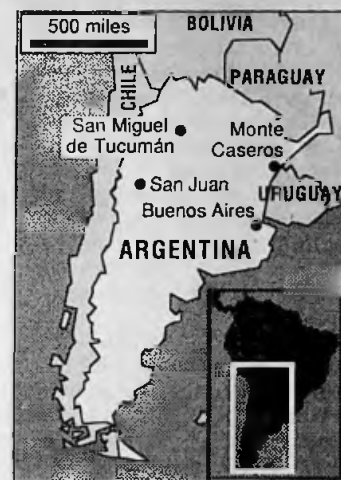 500 miles
BOLIVIA
CHILE
PARAGUAY
San Miguel
de Tucumán
Monte
Caseros
San Juan
URUGUAY
Buenos Aires
ARGENTINA